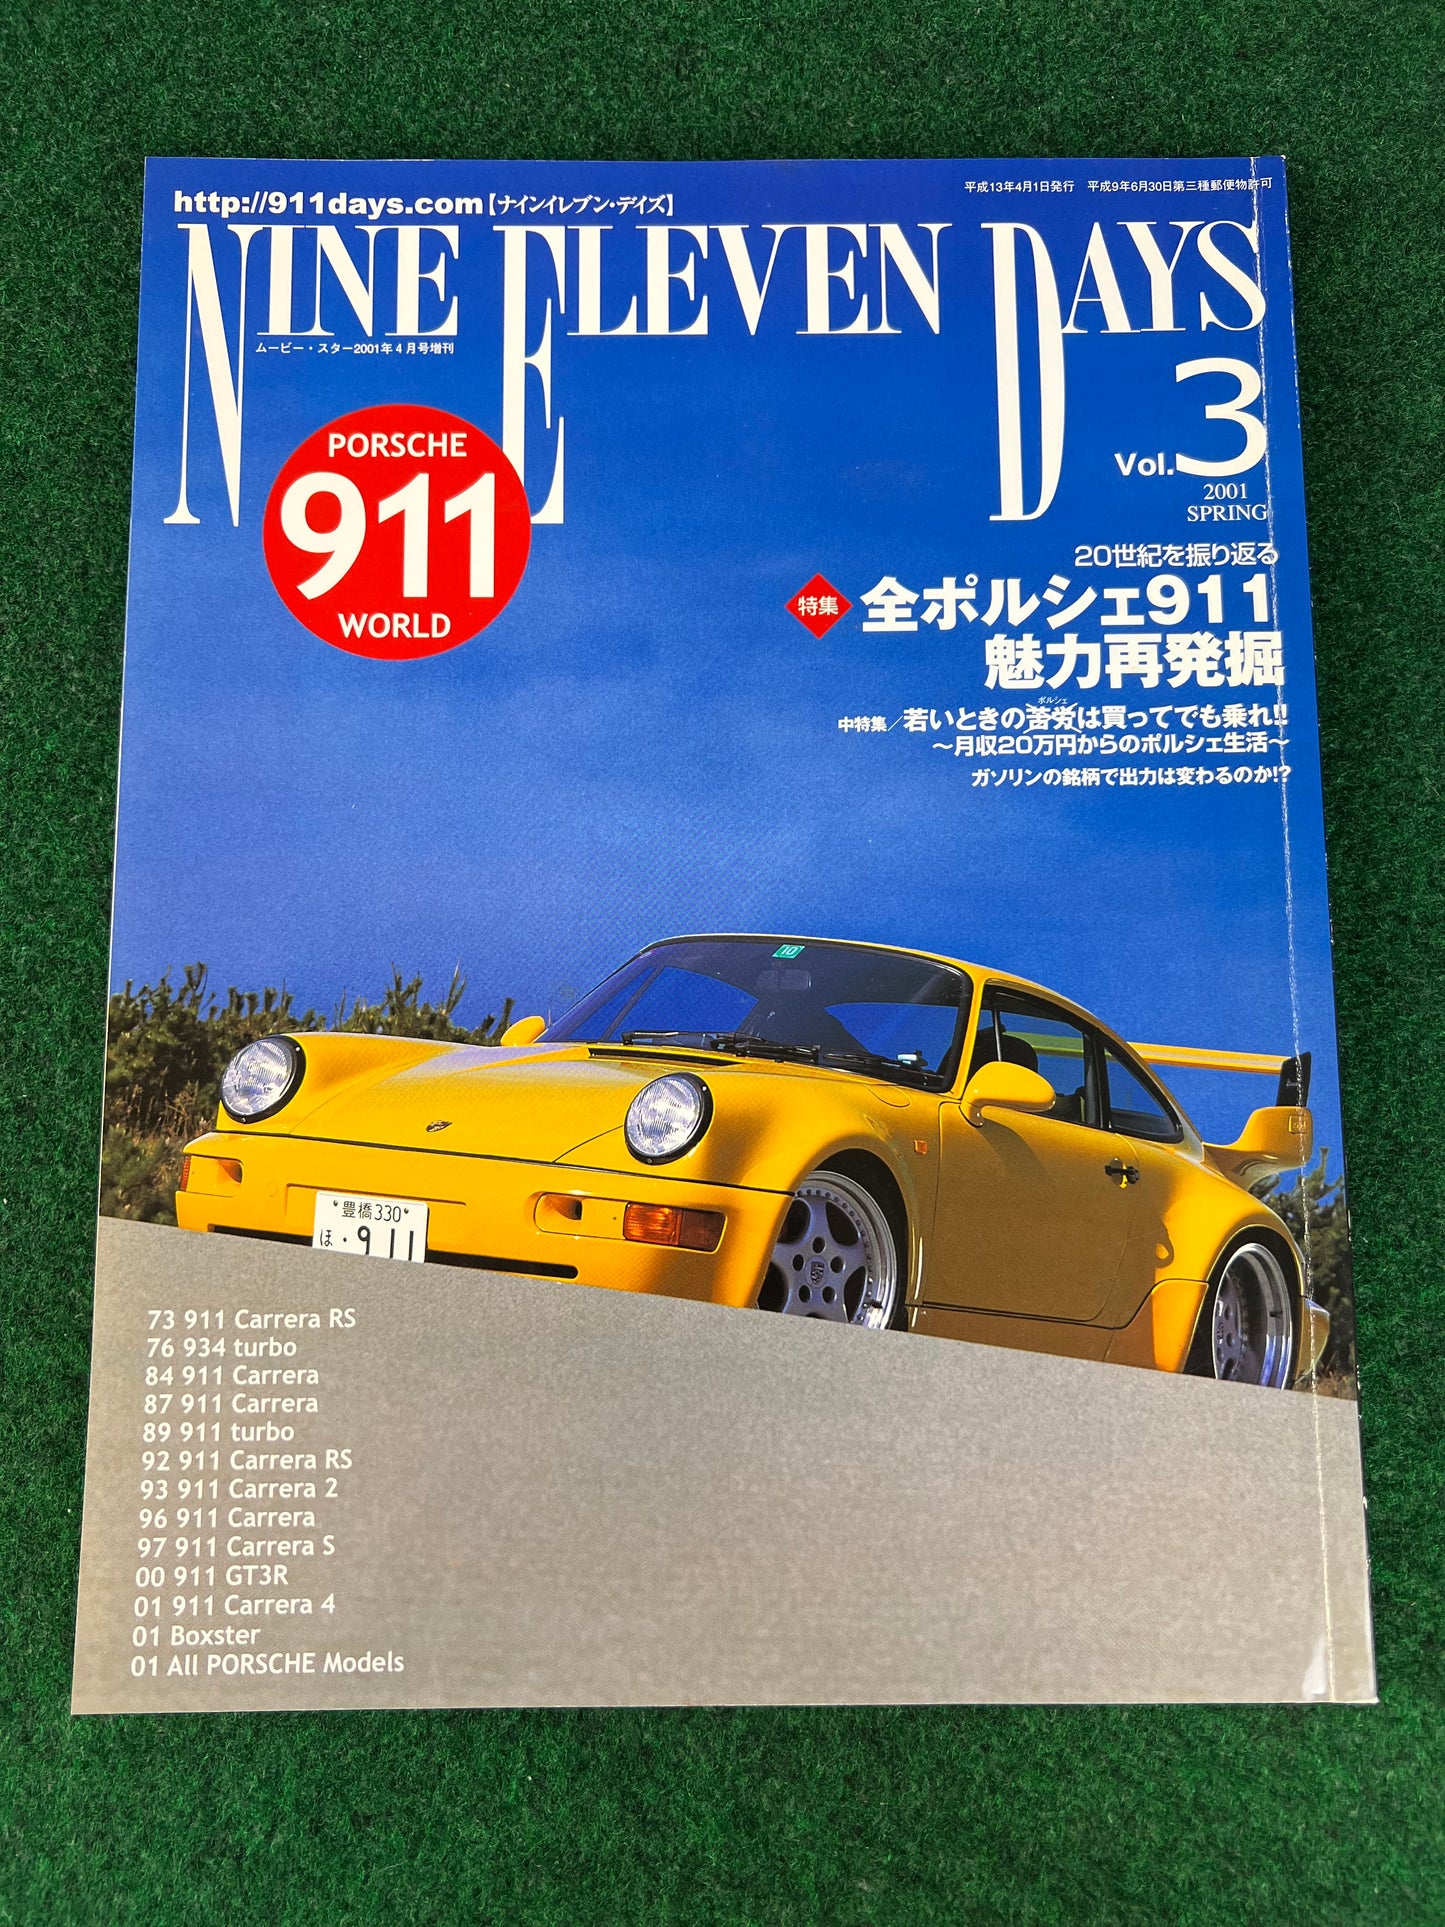 http://911days.com【ナインイレブン・デイズ】
平成13年4月1日発行 平成9年6月30日第三種郵便物許可
NINE ELEVEN DAYS
ムービー・スター2001年4月号増刊
Vol.3
2001
SPRING
PORSCHE
911
WORLD
20世紀を振り返る
特集 全ポルシェ911
魅力再発掘
ポルシェ
中特集／若いときの苦労は買ってでも乗れ!!
〜月収20万円からのポルシェ生活〜
ガソリンの銘柄で出力は変わるのか!?
10
豊橋330
ほ・911
73 911 Carrera RS
76 934 turbo
84 911 Carrera
87 911 Carrera
89 911 turbo
92 911 Carrera RS
93 911 Carrera 2
96 911 Carrera
97 911 Carrera S
00 911 GT3R
01 911 Carrera 4
01 Boxster
01 All PORSCHE Models